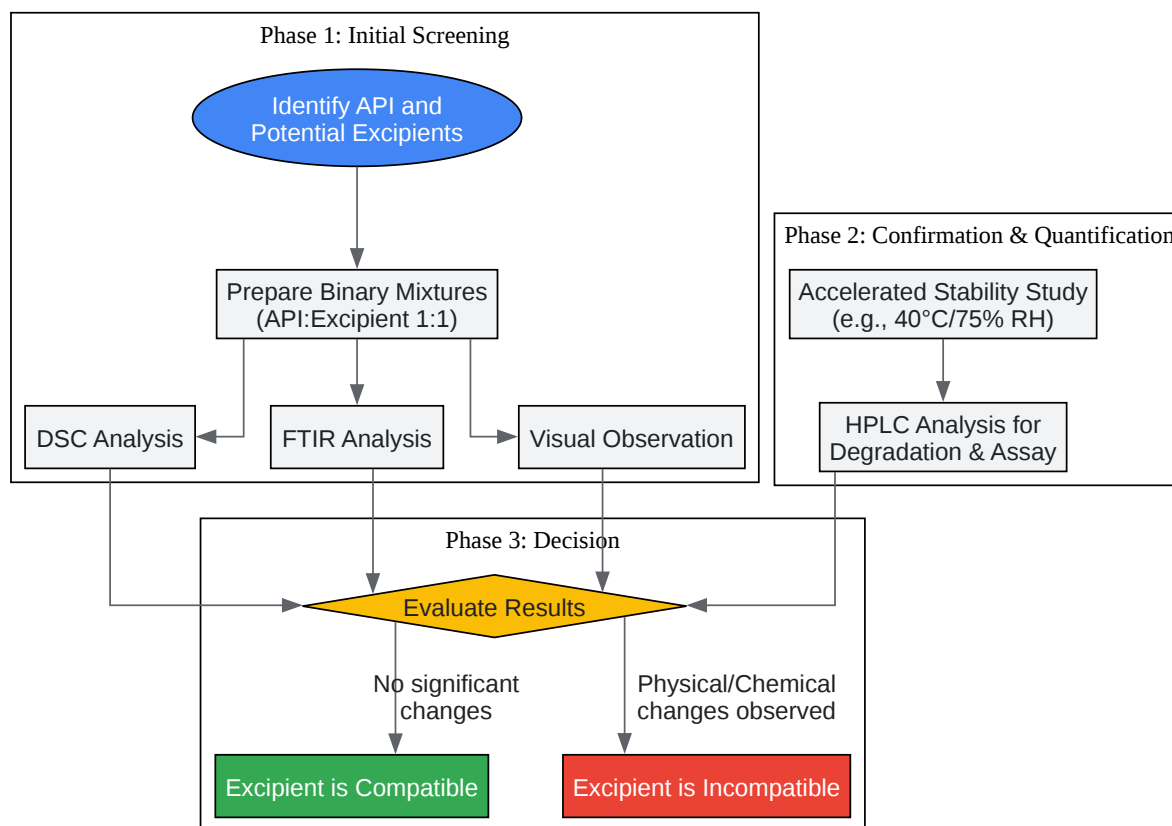 Phase 1: Initial Screening
Identify API and
Potential Excipients
Prepare Binary Mixtures
(API:Excipient 1:1)
DSC Analysis
FTIR Analysis
Visual Observation
Phase 2: Confirmation & Quantification
Accelerated Stability Study
(e.g., 40°C/75% RH)
HPLC Analysis for
Degradation & Assay
Phase 3: Decision
Evaluate Results
No significant
changes
Physical/Chemical
changes observed
Excipient is Compatible
Excipient is Incompatible